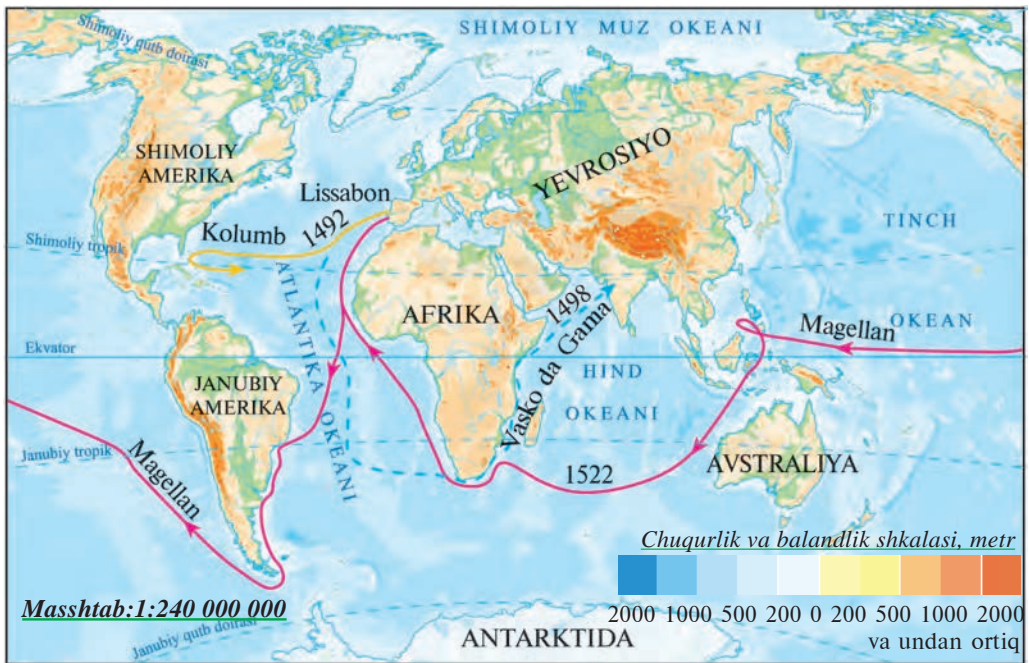 SHIMOLIY MUZ OKEANI
Shimoliy qutb doirasi
SHIMOLIY
AMERIKA
YEVROSIYO
Lissabon
Kolumb
1492
TINCH
Shimoliy tropik
ATLANTIKA OKEANI
AFRIKA
1498
Vasko da Gama
Magellan
OKEAN
Ekvator
HIND
OKEANI
JANUBIY
AMERIKA
Janubiy tropik
Magellan
1522
AVSTRALIYA
Chuqurlik va balandlik shkalasi, metr
2000 1000 500 200 0 200 500 1000 2000
va undan ortiq
Masshtab:1:240 000 000
Janubiy qutb doirasi
ANTARKTIDA